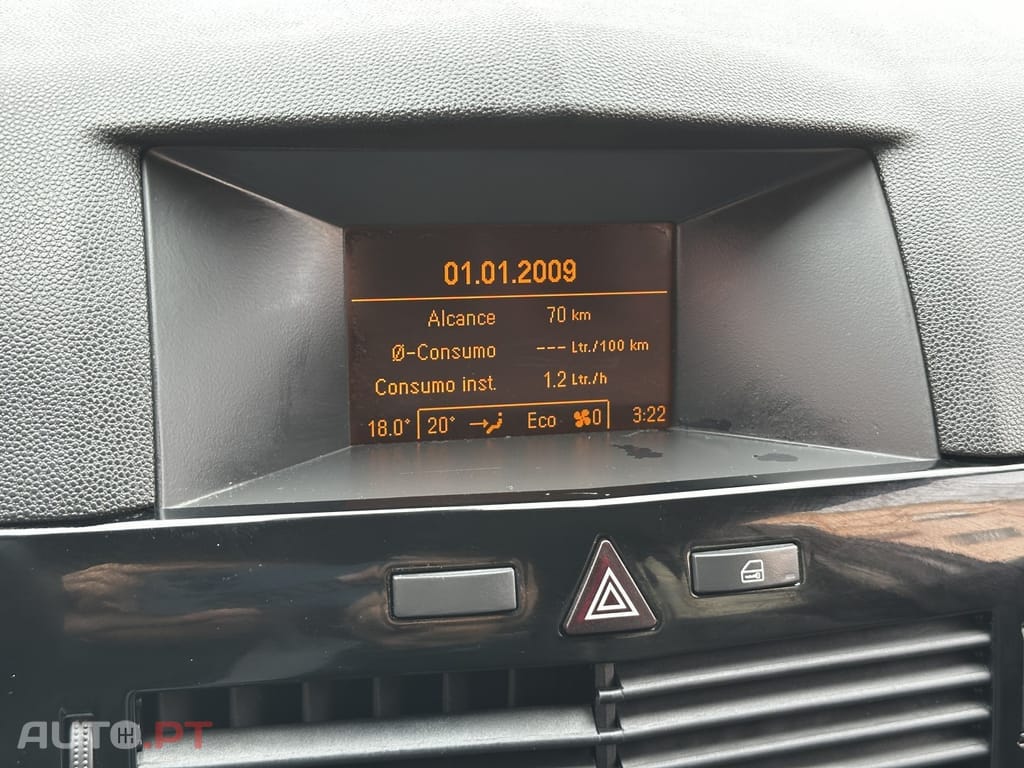 01.01.2009
Alcance 70 km
Ø-Consumo --- Ltr./100 km
Consumo inst. 1.2 Ltr./h
18.0° 20° Eco 0 3:22
AUTO.PT